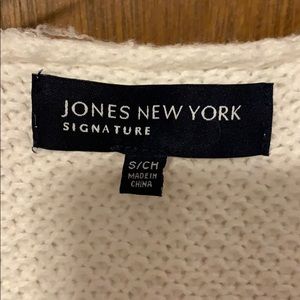 JONES NEW YORK
SIGNATURE
S/CH
MADE IN
CHINA